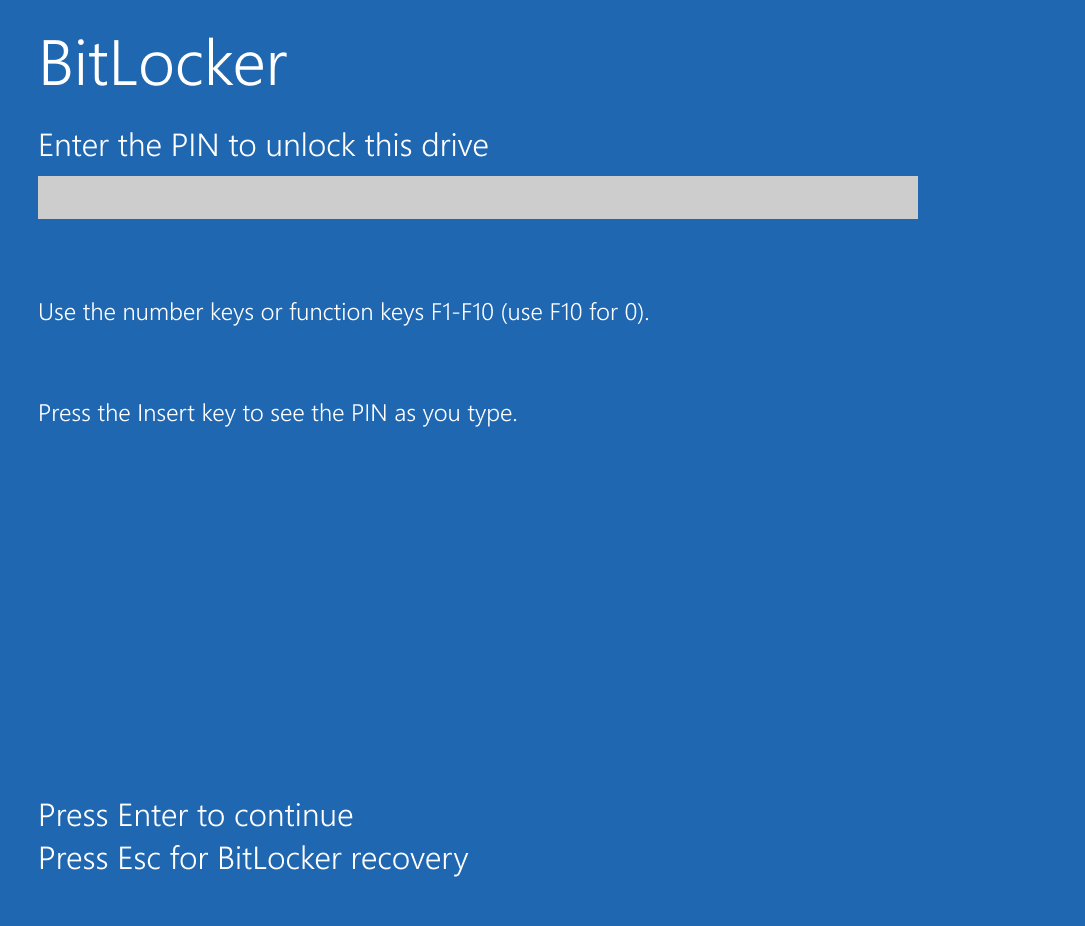 BitLocker
Enter the PIN to unlock this drive
Use the number keys or function keys F1-F10 (use F10 for 0).
Press the Insert key to see the PIN as you type.
Press Enter to continue
Press Esc for BitLocker recovery